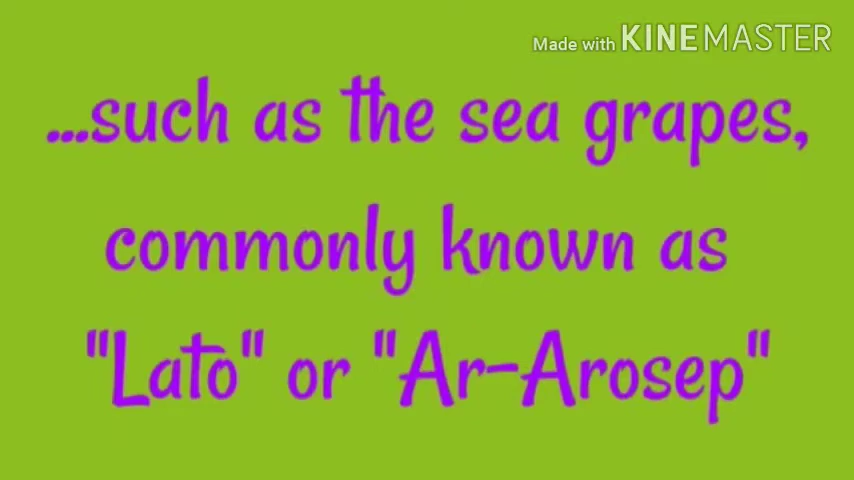 Made with KINEMASTER
...such as the sea grapes,
commonly known as
"Lato" or "Ar-Arosep"